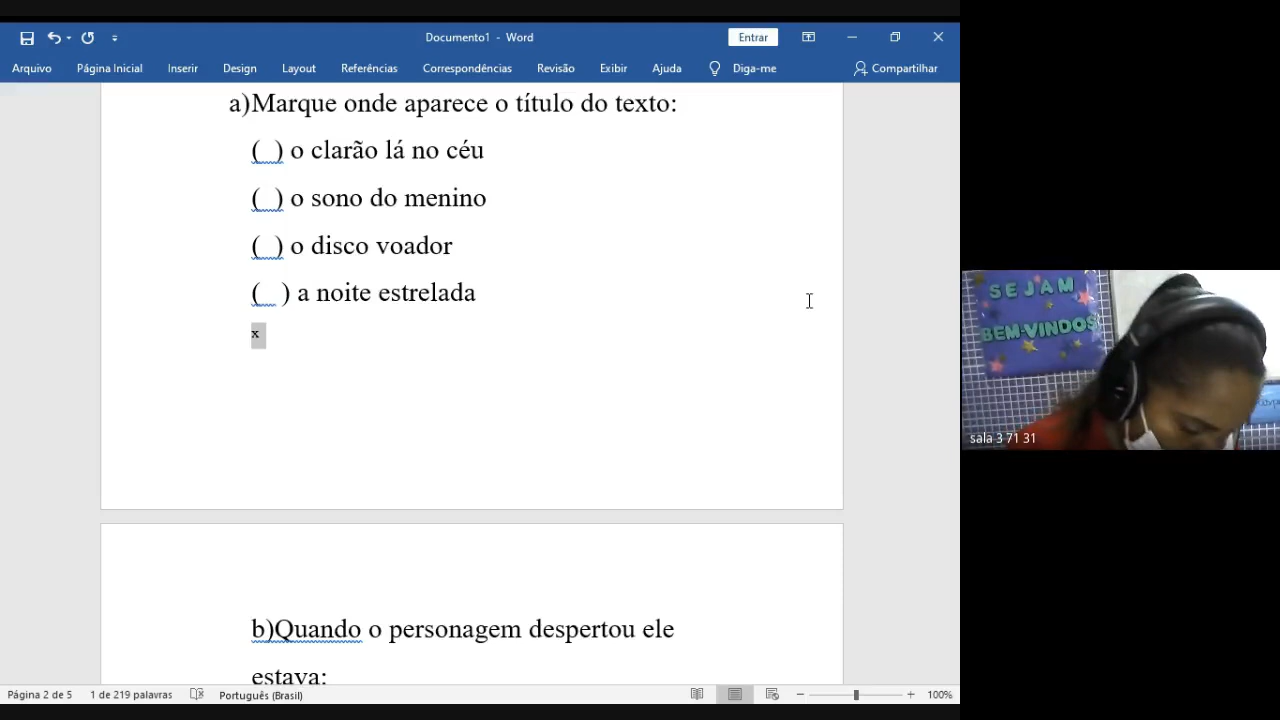 Documento1 - Word
Entrar
Arquivo
Página Inicial
Inserir
Design
Layout
Referências
Correspondências
Revisão
Exibir
Ajuda
Diga-me
Compartilhar
a)Marque onde aparece o título do texto:
( ) o clarão lá no céu
( ) o sono do menino
( ) o disco voador
( ) a noite estrelada
x
b)Quando o personagem despertou ele
estava:
SEJAM
BEM-VINDOS
sala 3 71 31
Página 2 de 5
1 de 219 palavras
Português (Brasil)
100%